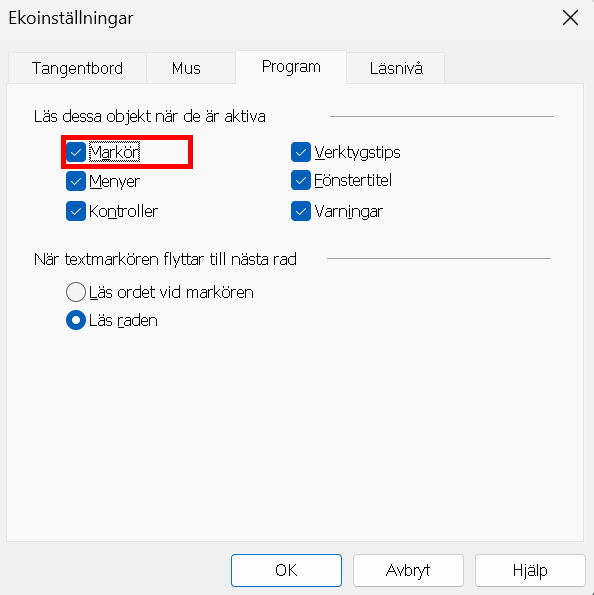 Ekoinställningar
Tangentbord Mus Program Läsnivå
Läs dessa objekt när de är aktiva
Markör Verktygstips
Menyer Fönstertitel
Kontroller Varningar
När textmarkören flyttar till nästa rad
Läs ordet vid markören
Läs raden
OK Avbryt Hjälp